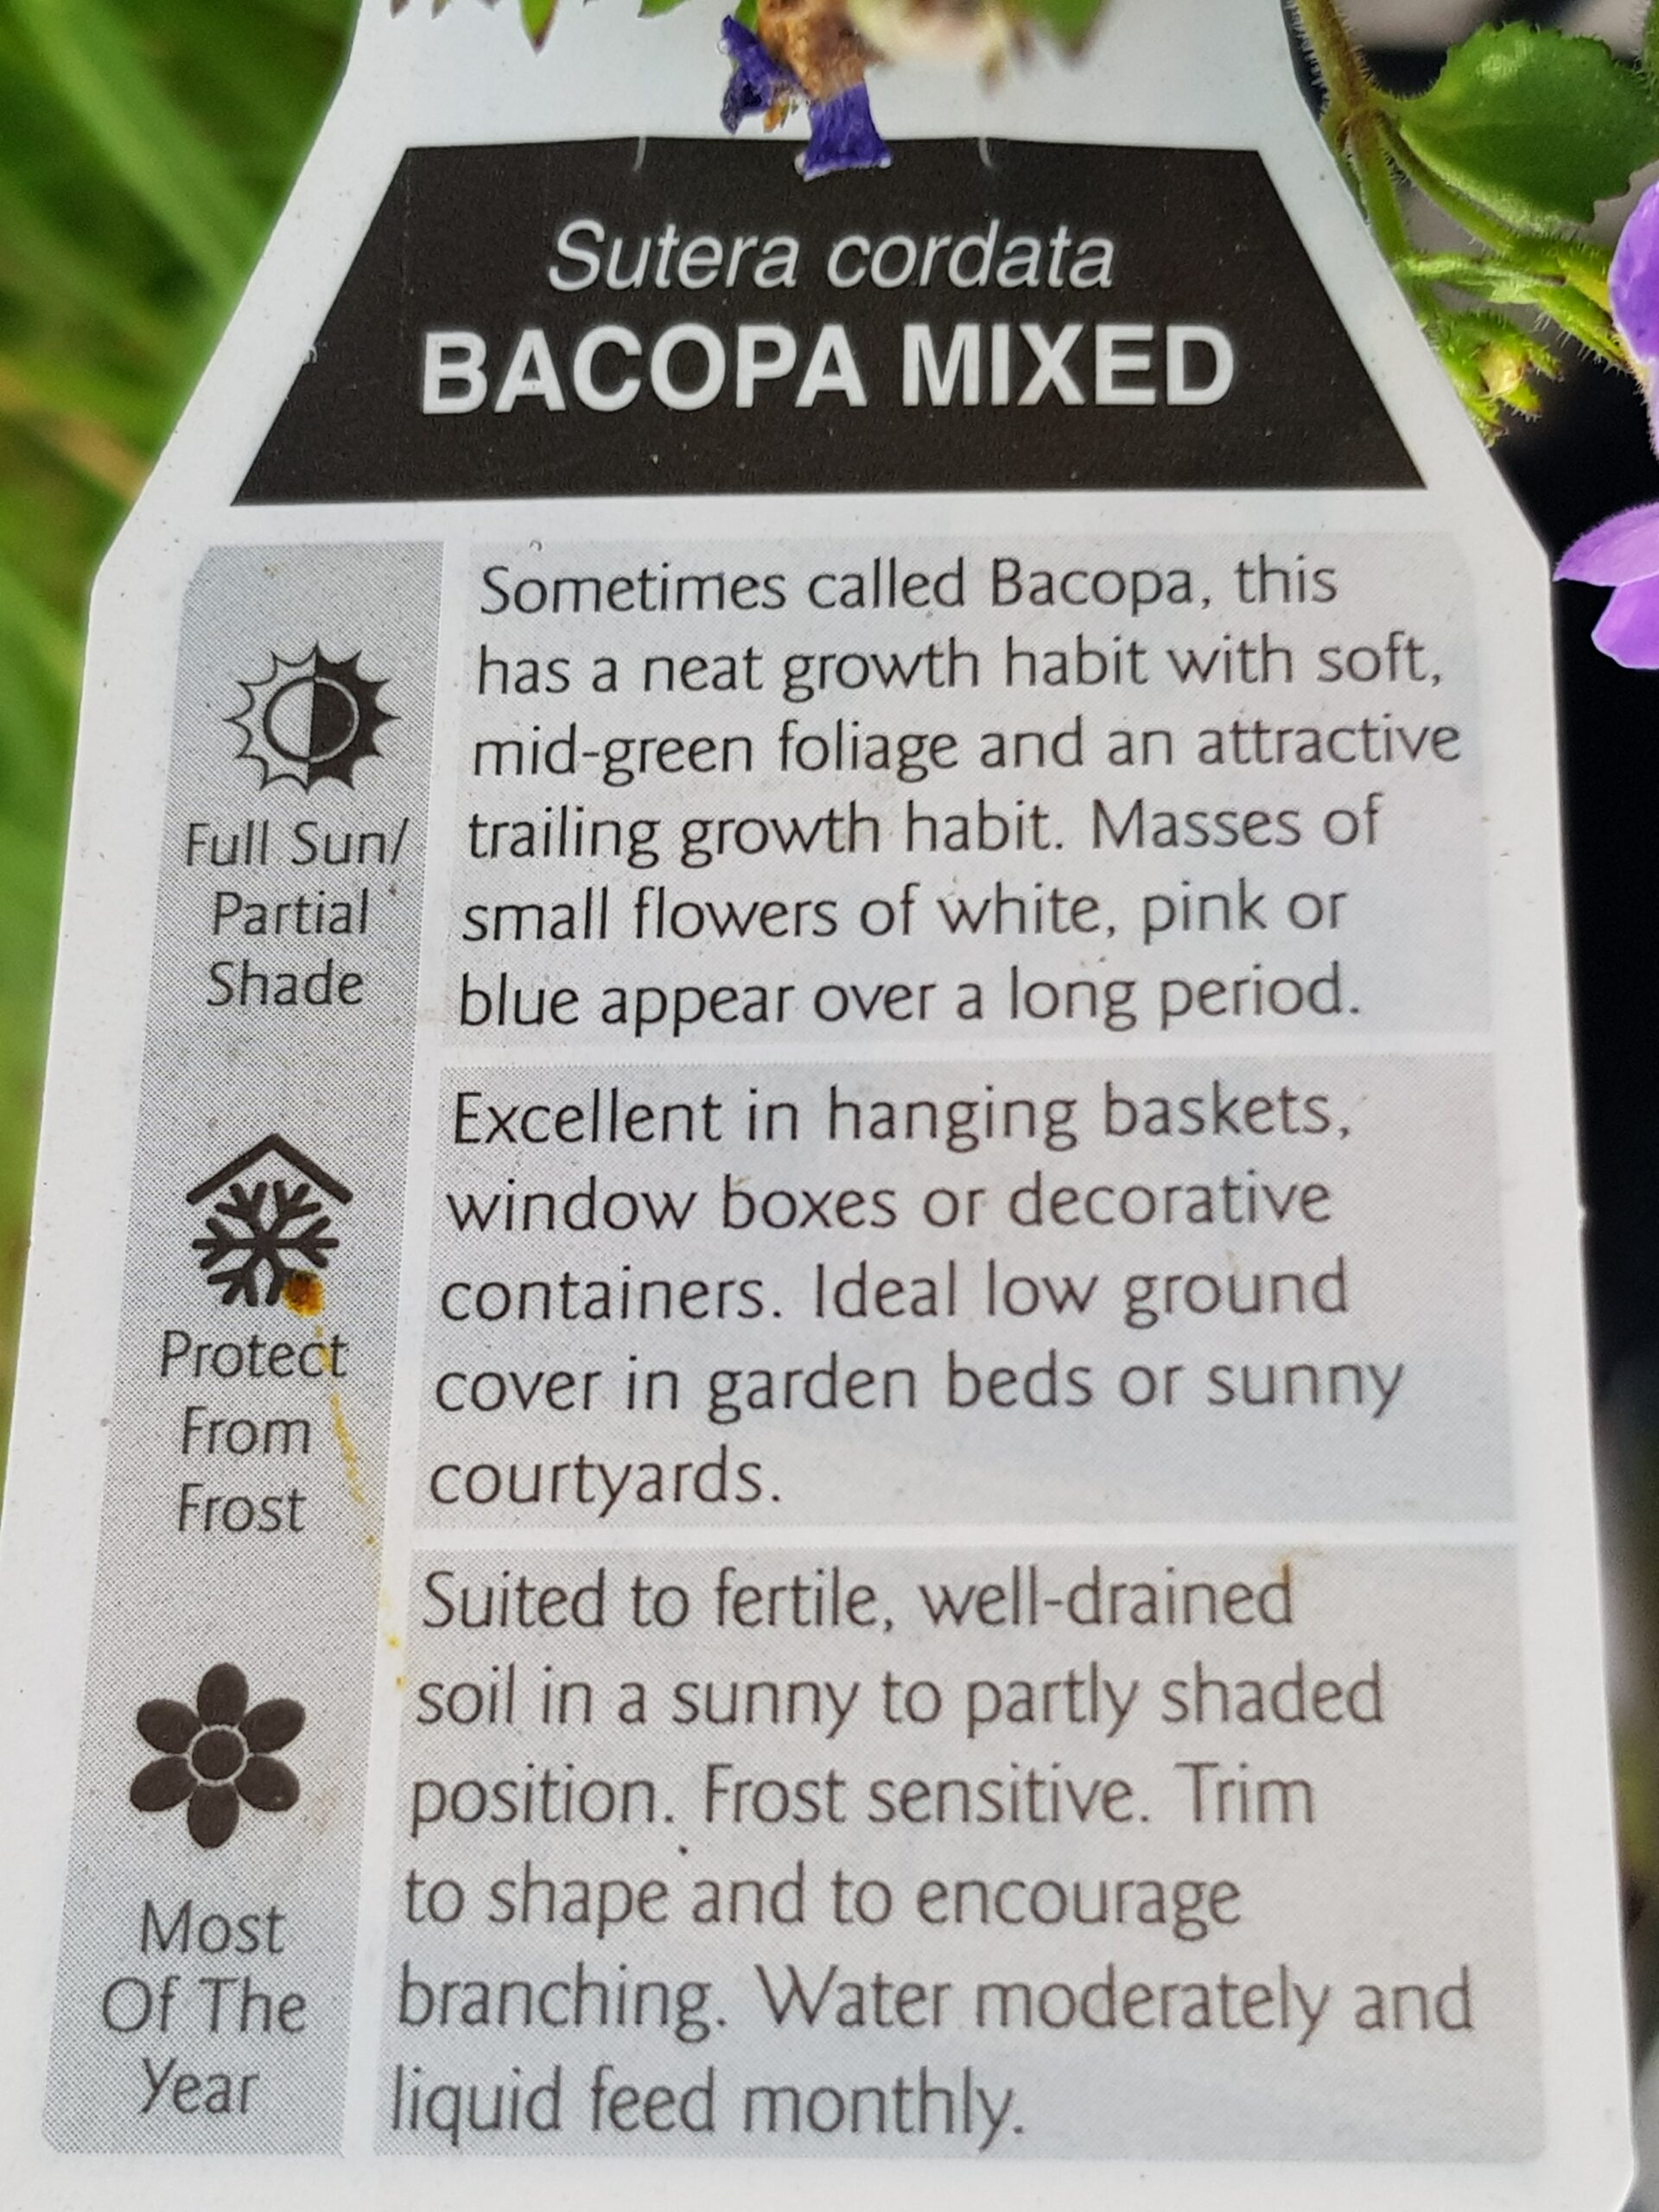 Sutera cordata
BACOPA MIXED
Full Sun/
Partial
Shade
Sometimes called Bacopa, this
has a neat growth habit with soft,
mid-green foliage and an attractive
trailing growth habit. Masses of
small flowers of white, pink or
blue appear over a long period.
Protect
From
Frost
Excellent in hanging baskets,
window boxes or decorative
containers. Ideal low ground
cover in garden beds or sunny
courtyards.
Most
Of The
Year
Suited to fertile, well-drained
soil in a sunny to partly shaded
position. Frost sensitive. Trim
to shape and to encourage
branching. Water moderately and
liquid feed monthly.